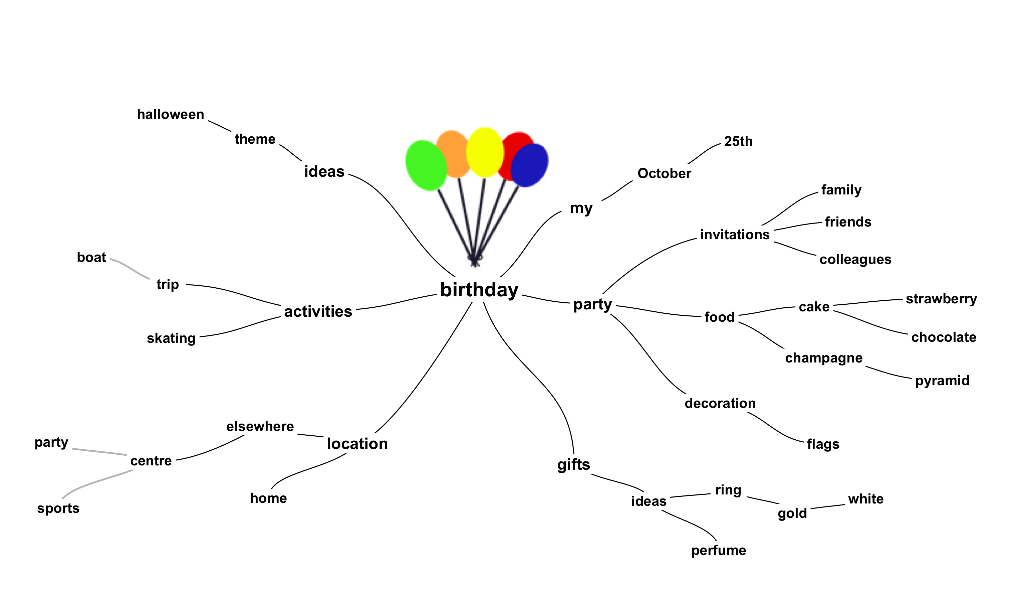 halloween
theme
ideas
25th
October
my
family
invitations
friends
colleagues
boat
trip
birthday
activities
skating
party
food
cake
strawberry
chocolate
champagne
pyramid
decoration
flags
elsewhere
location
party
centre
sports
home
gifts
ideas
ring
gold
white
perfume